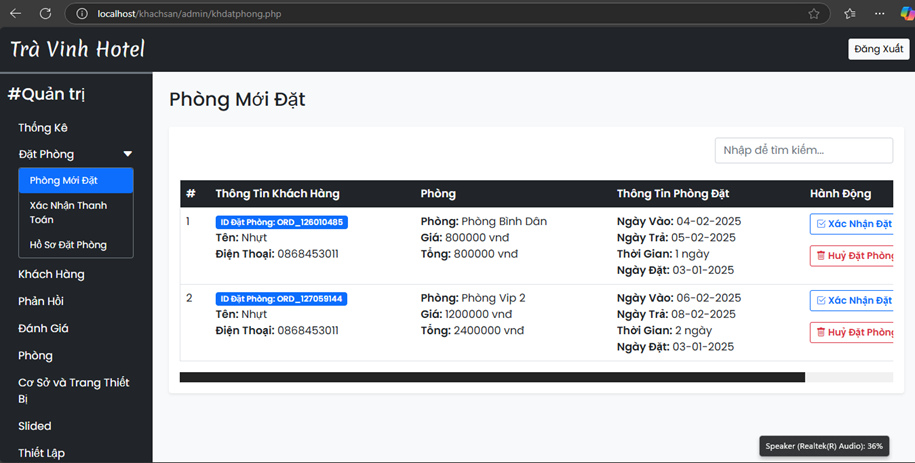 localhost/khachsan/admin/khdatphong.php
Trà Vinh Hotel
Đăng Xuất
#Quản trị
Thống Kê
Đặt Phòng
Phòng Mới Đặt
Xác Nhận Thanh
Toán
Hồ Sơ Đặt Phòng
Khách Hàng
Phản Hồi
Đánh Giá
Phòng
Cơ Sở và Trang Thiết
Bị
Slided
Thiết Lập
Phòng Mới Đặt
Nhập để tìm kiếm...
# Thông Tin Khách Hàng Phòng Thông Tin Phòng Đặt Hành Động
1 ID Đặt Phòng: ORD_126010485 Phòng: Phòng Bình Dân Ngày Vào: 04-02-2025 Xác Nhận Đặt
Tên: Nhựt Giá: 800000 vnđ Ngày Trả: 05-02-2025
Điện Thoại: 0868453011 Tổng: 800000 vnđ Thời Gian: 1 ngày Huỷ Đặt Phòng
Ngày Đặt: 03-01-2025
2 ID Đặt Phòng: ORD_127059144 Phòng: Phòng Vip 2 Ngày Vào: 06-02-2025 Xác Nhận Đặt
Tên: Nhựt Giá: 1200000 vnđ Ngày Trả: 08-02-2025
Điện Thoại: 0868453011 Tổng: 2400000 vnđ Thời Gian: 2 ngày Huỷ Đặt Phòng
Ngày Đặt: 03-01-2025
Speaker (Realtek(R) Audio): 36%